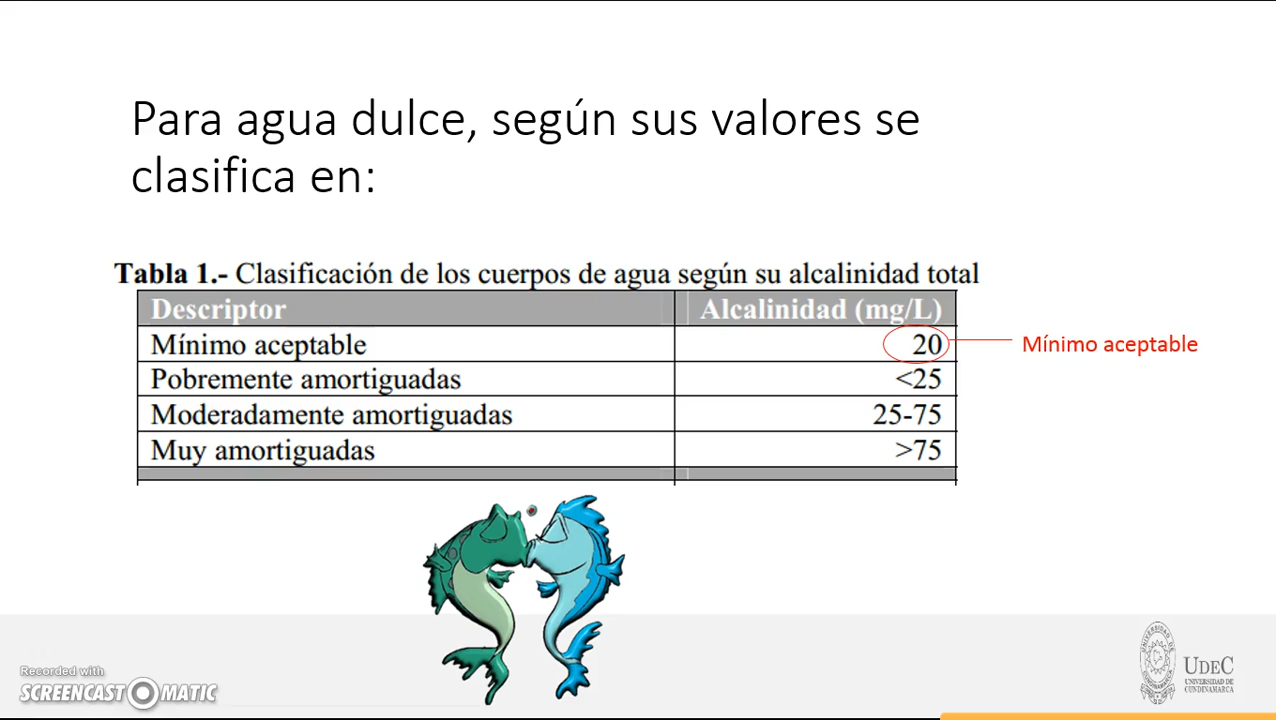 Para agua dulce, según sus valores se
clasifica en:
Tabla 1.- Clasificación de los cuerpos de agua según su alcalinidad total
Descriptor Alcalinidad (mg/L)
Mínimo aceptable 20 Mínimo aceptable
Pobremente amortiguadas <25
Moderadamente amortiguadas 25-75
Muy amortiguadas >75
Recorded with
SCREENCAST MATIC
UDEC
UNIVERSIDAD DE
CUNDINAMARCA